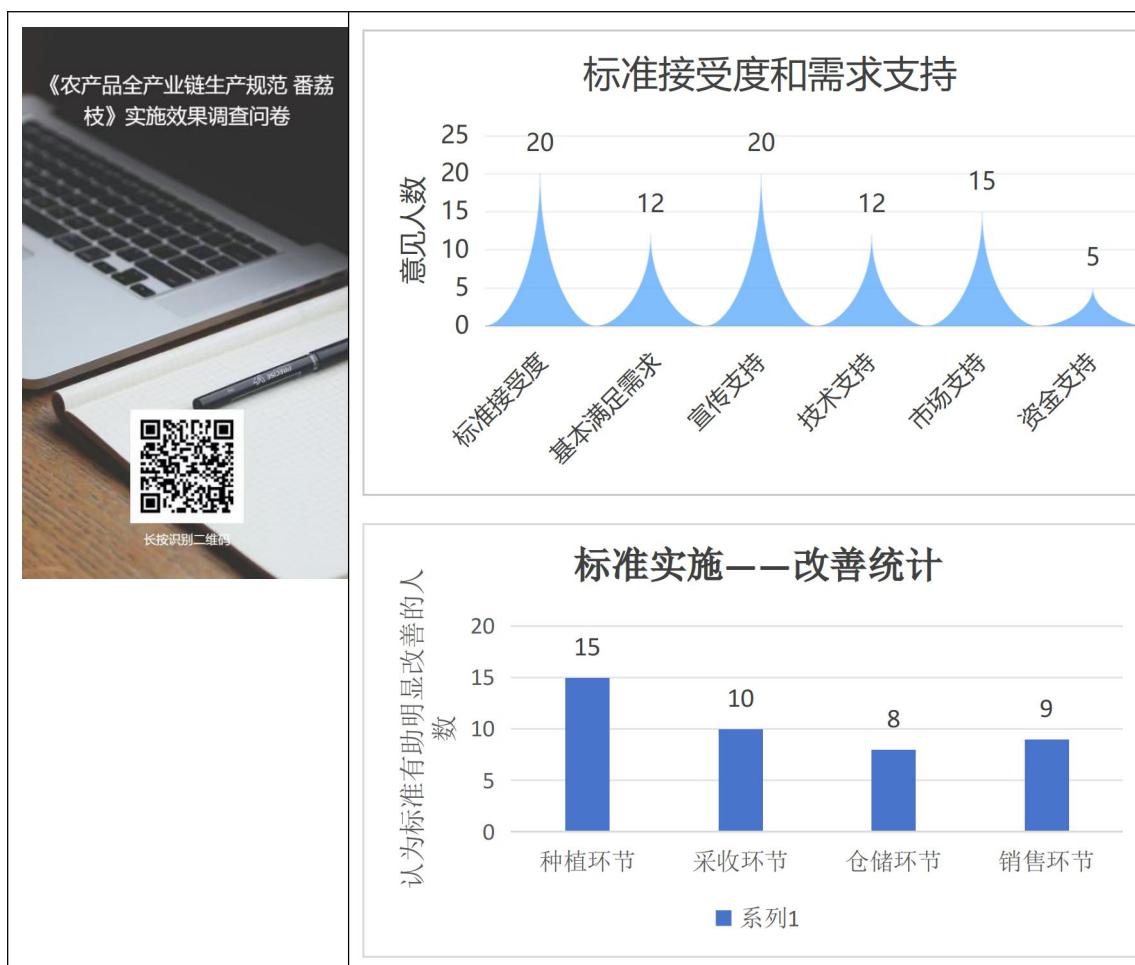 《农产品全产业链生产规范 番荔
枝》实施效果调查问卷
长按识别二维码
标准接受度和需求支持
意见人数
25
20
15
10
5
0
20
12
20
12
15
5
标准接受度
基本满足需求
宣传支持
技术支持
市场支持
资金支持
标准实施——改善统计
认为标准有助明显改善的人
数
20
15
10
5
0
15
10
8
9
种植环节
采收环节
仓储环节
销售环节
系列1